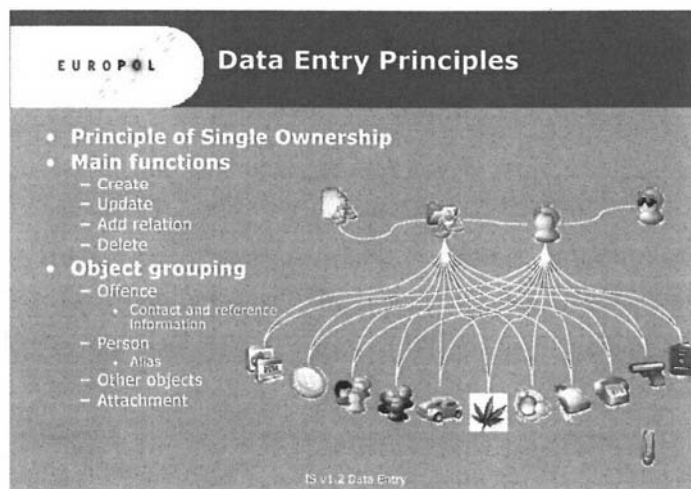 EUROPOL
Data Entry Principles
• Principle of Single Ownership
• Main functions
– Create
– Update
– Add relation
– Delete
• Object grouping
– Offence
• Contact and reference
Information
– Person
• Alias
– Other objects
– Attachment
IS v1.2 Data Entry